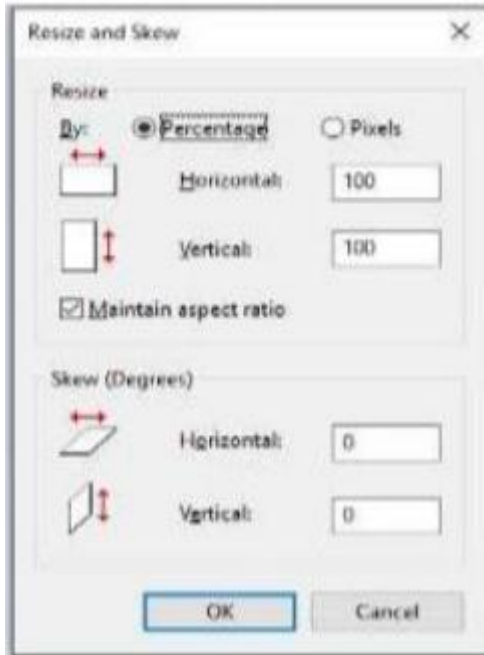 Resize and Skew
Resize
By: Percentage Pixels
Horizontal: 100
Vertical: 100
Maintain aspect ratio
Skew (Degrees)
Horizontal: 0
Vertical: 0
OK Cancel